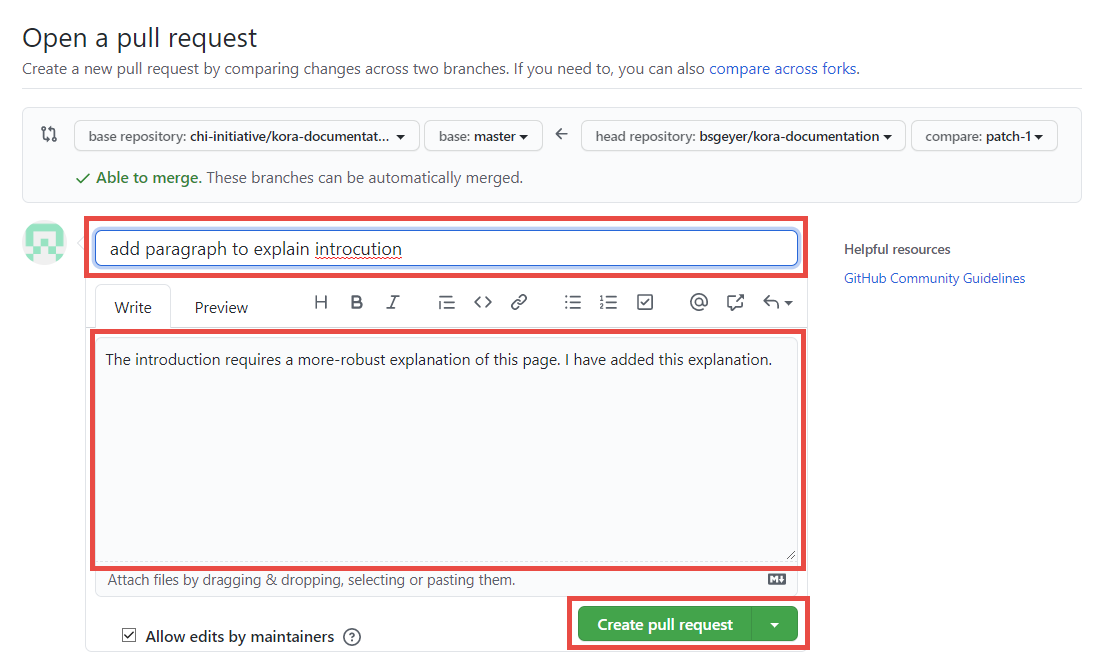 Open a pull request
Create a new pull request by comparing changes across two branches. If you need to, you can also compare across forks.
base repository: chi-initiative/kora-documentat... base: master head repository: bsgeyer/kora-documentation compare: patch-1
Able to merge. These branches can be automatically merged.
add paragraph to explain introcution
Helpful resources
GitHub Community Guidelines
Write Preview H B I
The introduction requires a more-robust explanation of this page. I have added this explanation.
Attach files by dragging & dropping, selecting or pasting them.
Allow edits by maintainers
Create pull request